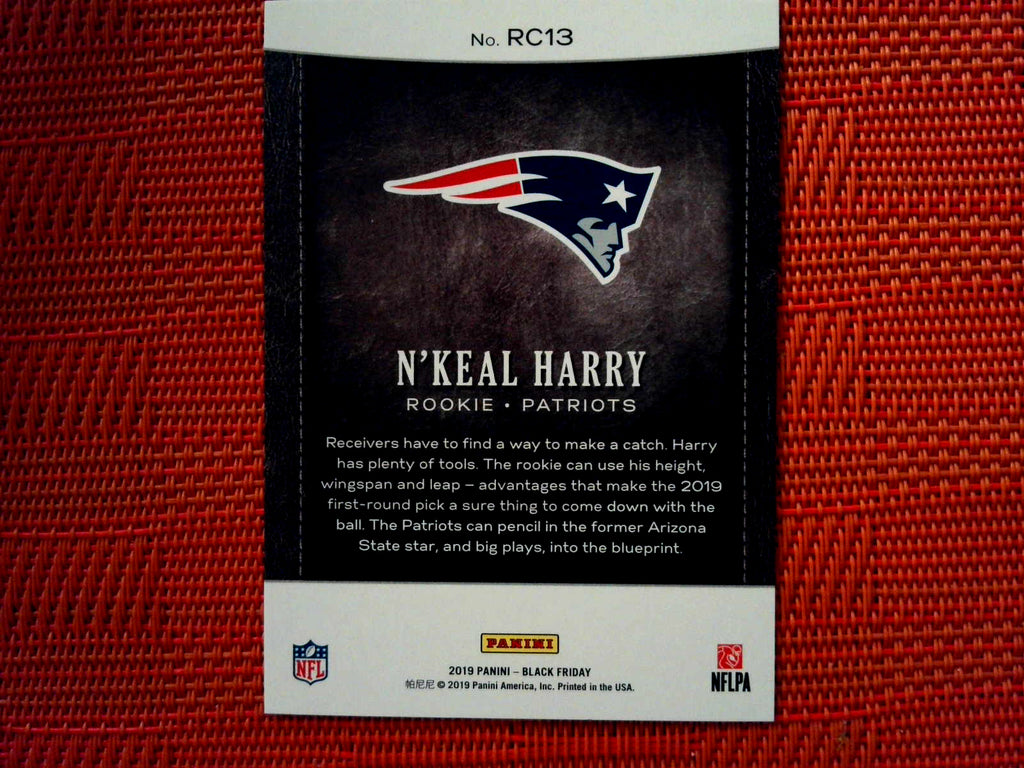 No. RC13
N'KEAL HARRY
ROOKIE • PATRIOTS
Receivers have to find a way to make a catch. Harry
has plenty of tools. The rookie can use his height,
wingspan and leap – advantages that make the 2019
first-round pick a sure thing to come down with the
ball. The Patriots can pencil in the former Arizona
State star, and big plays, into the blueprint.
PANINI
NFL
2019 PANINI – BLACK FRIDAY
帕尼尼 © 2019 Panini America, Inc. Printed in the USA.
NFLPA